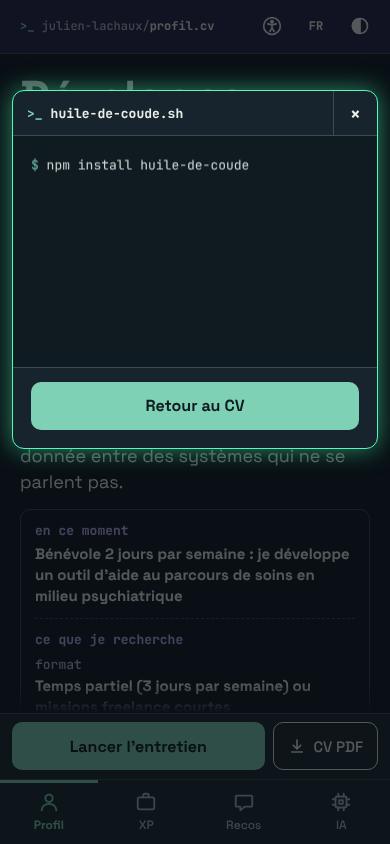 >_ julien-lachaux/profil.cv
FR
>_ huile-de-coude.sh
×
$ npm install huile-de-coude
Retour au CV
donnée entre des systèmes qui ne se
parlent pas.
en ce moment
Bénévole 2 jours par semaine : je développe
un outil d'aide au parcours de soins en
milieu psychiatrique
ce que je recherche
format
Temps partiel (3 jours par semaine) ou
missions freelance courtes
Lancer l'entretien
CV PDF
Profil
XP
Recos
IA